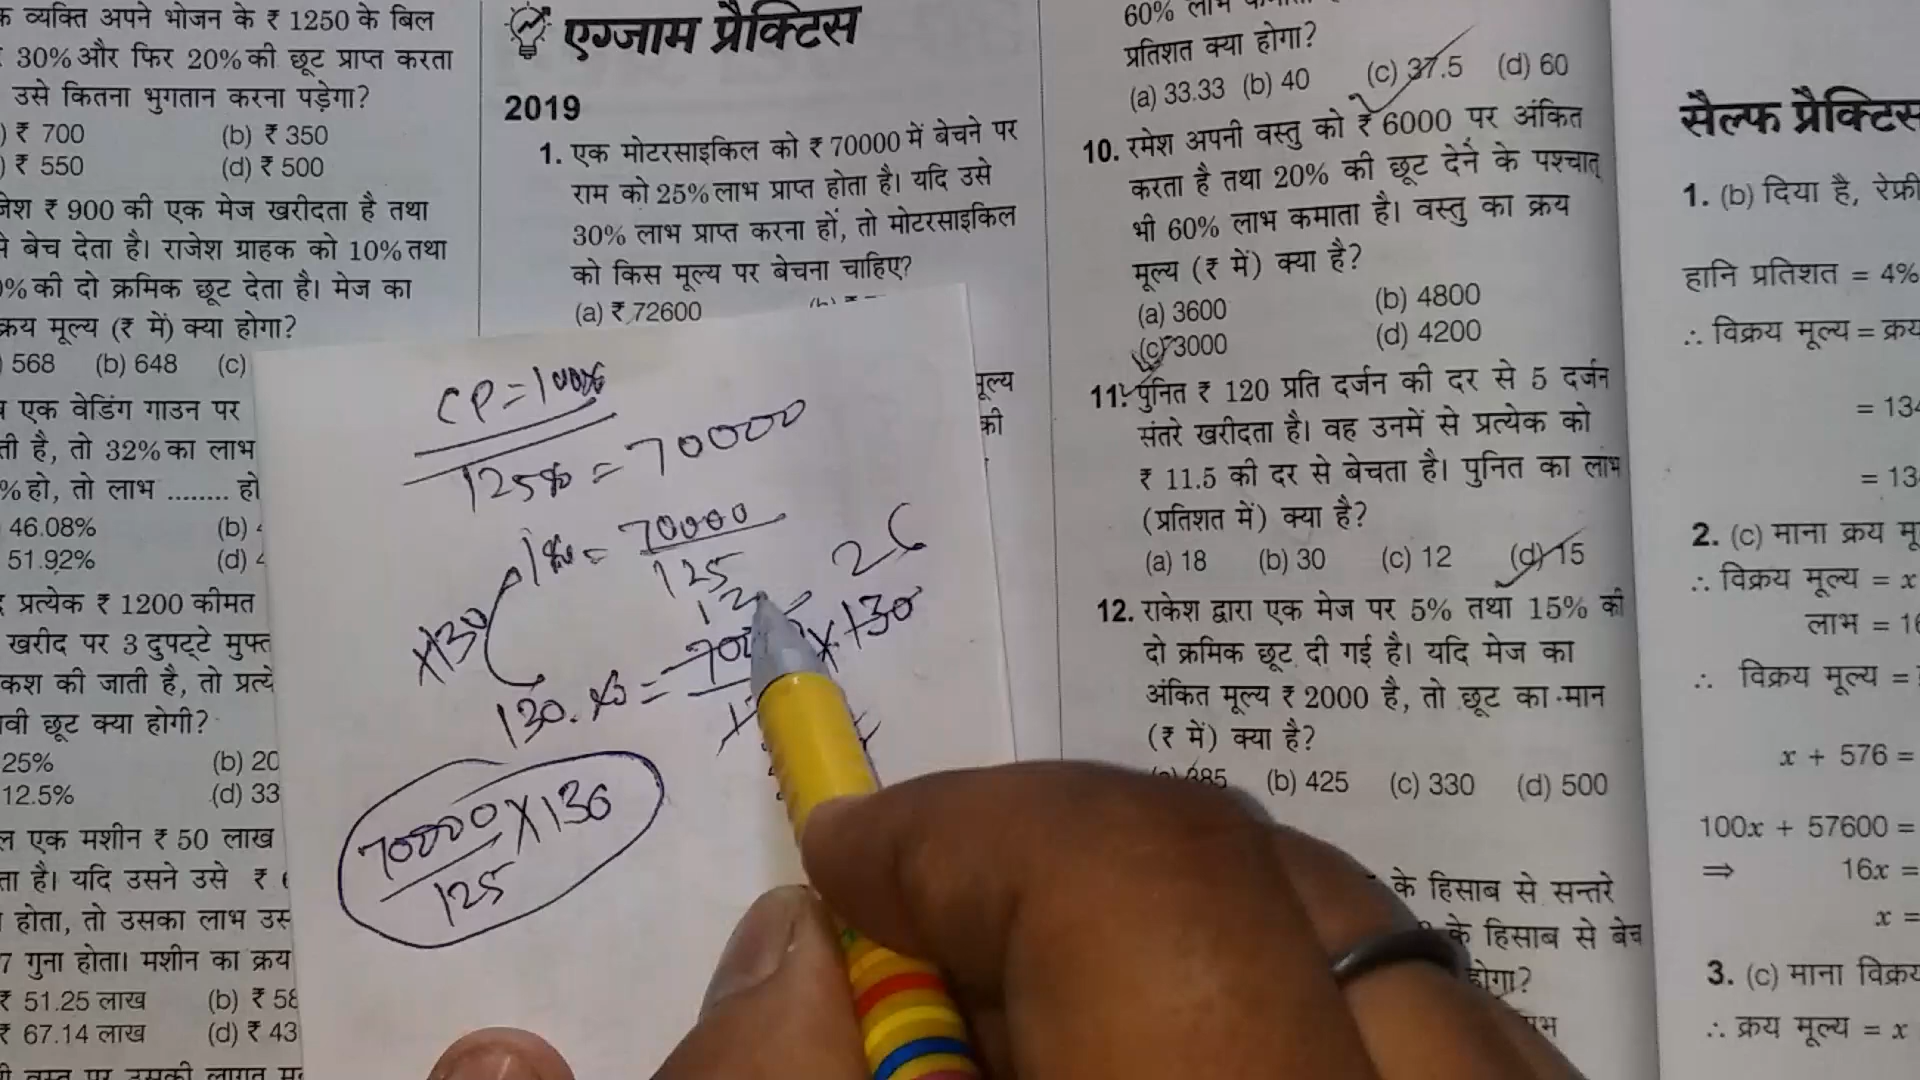 क व्यक्ति अपने भोजन के ₹ 1250 के बिल
30% और फिर 20% की छूट प्राप्त करता
उसे कितना भुगतान करना पड़ेगा?
) ₹ 700 (b) ₹ 350
) ₹ 550 (d) ₹ 500
जेश ₹ 900 की एक मेज खरीदता है तथा
से बेच देता है। राजेश ग्राहक को 10% तथा
% की दो क्रमिक छूट देता है। मेज का
क्रय मूल्य (₹ में) क्या होगा?
568 (b) 648 (c)
एक वेडिंग गाउन पर
ती है, तो 32% का लाभ
% हो, तो लाभ ........ हो
46.08% (b)
51.92% (d) 4
प्रत्येक ₹ 1200 कीमत
खरीद पर 3 दुपट्टे मुफ्त
कश की जाती है, तो प्रत्ये
वी छूट क्या होगी?
25% (b) 20
12.5% (d) 33
ल एक मशीन ₹ 50 लाख
ता है। यदि उसने उसे ₹
होता, तो उसका लाभ उस
7 गुना होता। मशीन का क्रय
₹ 51.25 लाख (b) ₹ 58
₹ 67.14 लाख (d) ₹ 43
एग्जाम प्रैक्टिस
2019
1. एक मोटरसाइकिल को ₹ 70000 में बेचने पर
राम को 25% लाभ प्राप्त होता है। यदि उसे
30% लाभ प्राप्त करना हों, तो मोटरसाइकिल
को किस मूल्य पर बेचना चाहिए?
(a) ₹ 72600
मूल्य
की
CP = 100%
125% = 70000
1% = 70000
125
×130
26
130% = × 130
70000 × 130
125
60% लाभ
प्रतिशत क्या होगा?
(a) 33.33 (b) 40 (c) 37.5 (d) 60
10. रमेश अपनी वस्तु को ₹ 6000 पर अंकित
करता है तथा 20% की छूट देने के पश्चात्
भी 60% लाभ कमाता है। वस्तु का क्रय
मूल्य (₹ में) क्या है?
(a) 3600 (b) 4800
(c) 3000 (d) 4200
11. पुनित ₹ 120 प्रति दर्जन की दर से 5 दर्जन
संतरे खरीदता है। वह उनमें से प्रत्येक को
₹ 11.5 की दर से बेचता है। पुनित का लाभ
(प्रतिशत में) क्या है?
(a) 18 (b) 30 (c) 12 (d) 15
12. राकेश द्वारा एक मेज पर 5% तथा 15% की
दो क्रमिक छूट दी गई है। यदि मेज का
अंकित मूल्य ₹ 2000 है, तो छूट का मान
(₹ में) क्या है?
385 (b) 425 (c) 330 (d) 500
के हिसाब से सन्तरे
के हिसाब से बेच
होगा?
सैल्फ प्रैक्टिस
1. (b) दिया है, रेफ्री
हानि प्रतिशत = 4%
∴ विक्रय मूल्य = क्रय
= 134
= 13
2. (c) माना क्रय मू
∴ विक्रय मूल्य = x
लाभ = 16
∴ विक्रय मूल्य =
x + 576 =
100x + 57600 =
⇒ 16x =
x =
3. (c) माना विक्रय
∴ क्रय मूल्य = x